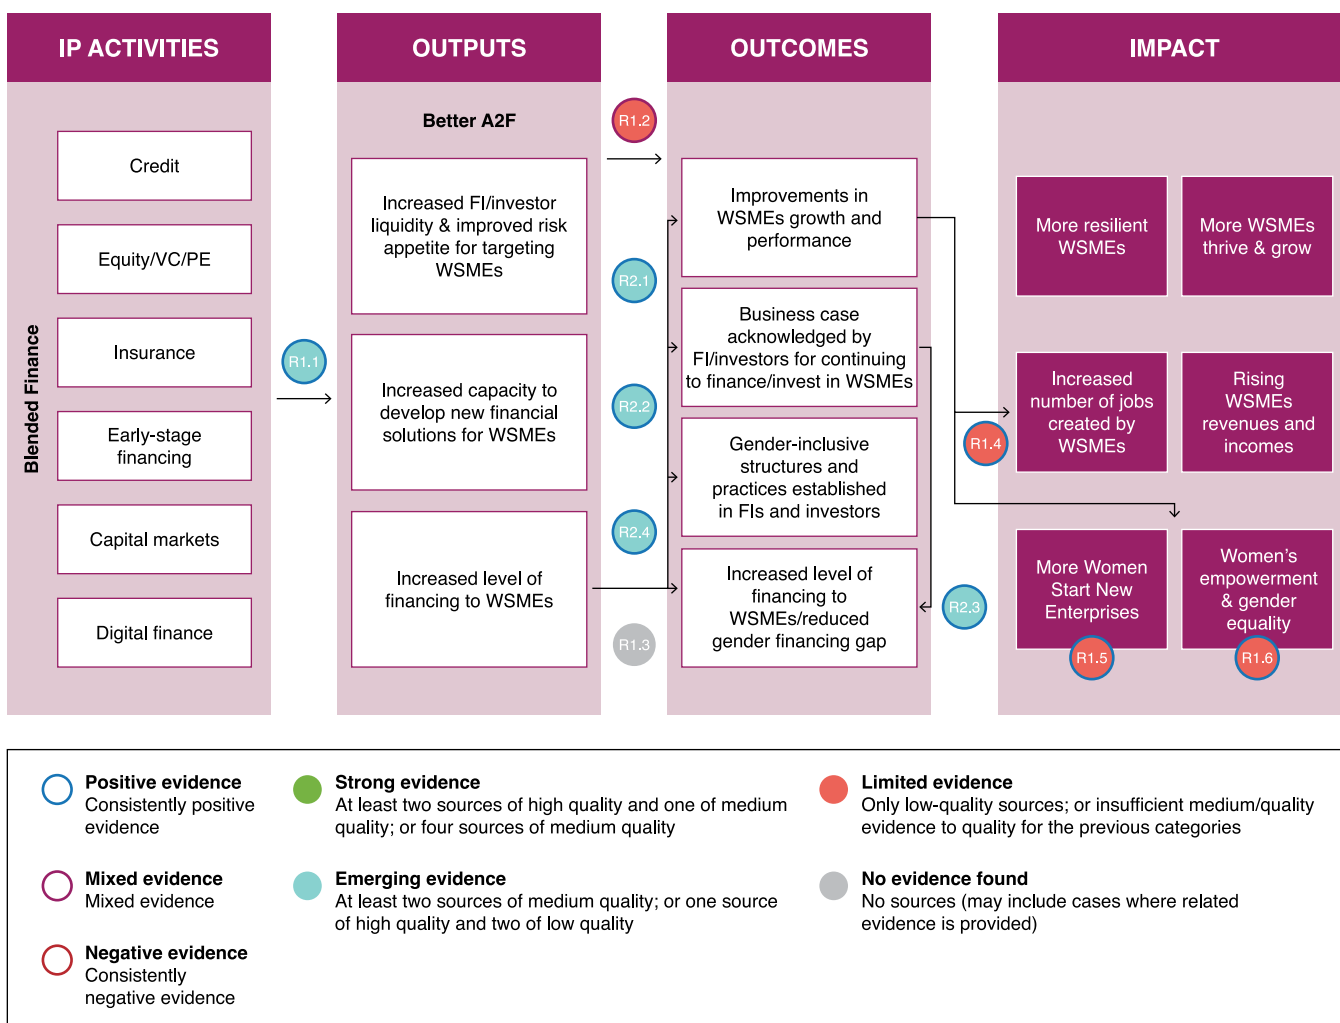 IP ACTIVITIES
Blended Finance
Credit
Equity/VC/PE
Insurance
Early-stage
financing
Capital markets
Digital finance
R1.1
OUTPUTS
Better A2F
Increased FI/investor
liquidity & improved risk
appetite for targeting
WSMEs
Increased capacity to
develop new financial
solutions for WSMEs
Increased level of
financing to WSMEs
R1.2
R2.1
R2.2
R2.4
R1.3
OUTCOMES
Improvements in
WSMEs growth and
performance
Business case
acknowledged by
FI/investors for continuing
to finance/invest in WSMEs
Gender-inclusive
structures and
practices established
in FIs and investors
Increased level of
financing to
WSMEs/reduced
gender financing gap
R1.4
R2.3
IMPACT
More resilient
WSMEs
More WSMEs
thrive & grow
Increased
number of jobs
created by
WSMEs
Rising
WSMEs
revenues and
incomes
More Women
Start New
Enterprises
R1.5
Women’s
empowerment
& gender
equality
R1.6
Positive evidence
Consistently positive
evidence
Mixed evidence
Mixed evidence
Negative evidence
Consistently
negative evidence
Strong evidence
At least two sources of high quality and one of medium
quality; or four sources of medium quality
Emerging evidence
At least two sources of medium quality; or one source
of high quality and two of low quality
Limited evidence
Only low-quality sources; or insufficient medium/quality
evidence to quality for the previous categories
No evidence found
No sources (may include cases where related
evidence is provided)